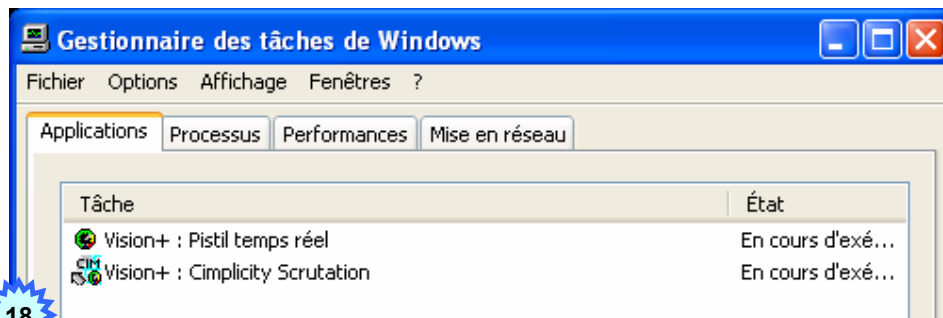 Gestionnaire des tâches de Windows
Fichier Options Affichage Fenêtres ?
Applications Processus Performances Mise en réseau
Tâche État
Vision+ : Pistil temps réel En cours d'exé...
CIM Vision+ : Cimplicity Scrutation En cours d'exé...
18